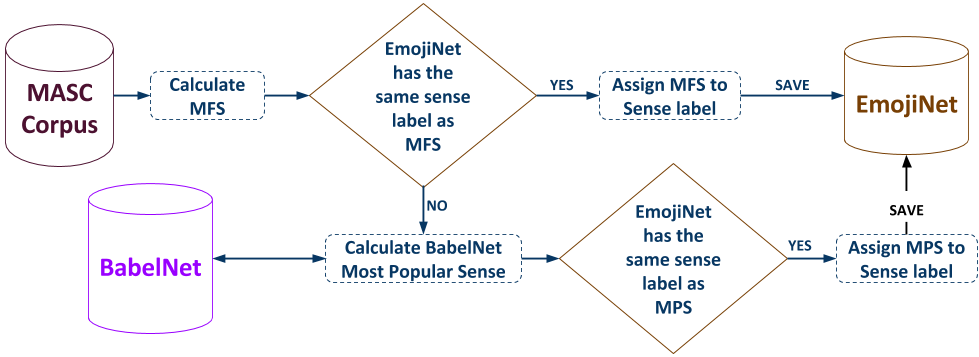 MASC
Corpus
Calculate
MFS
EmojiNet
has the
same sense
label as
MFS
YES
Assign MFS to
Sense label
SAVE
EmojiNet
NO
BabelNet
Calculate BabelNet
Most Popular Sense
EmojiNet
has the
same sense
label as
MPS
YES
Assign MPS to
Sense label
SAVE